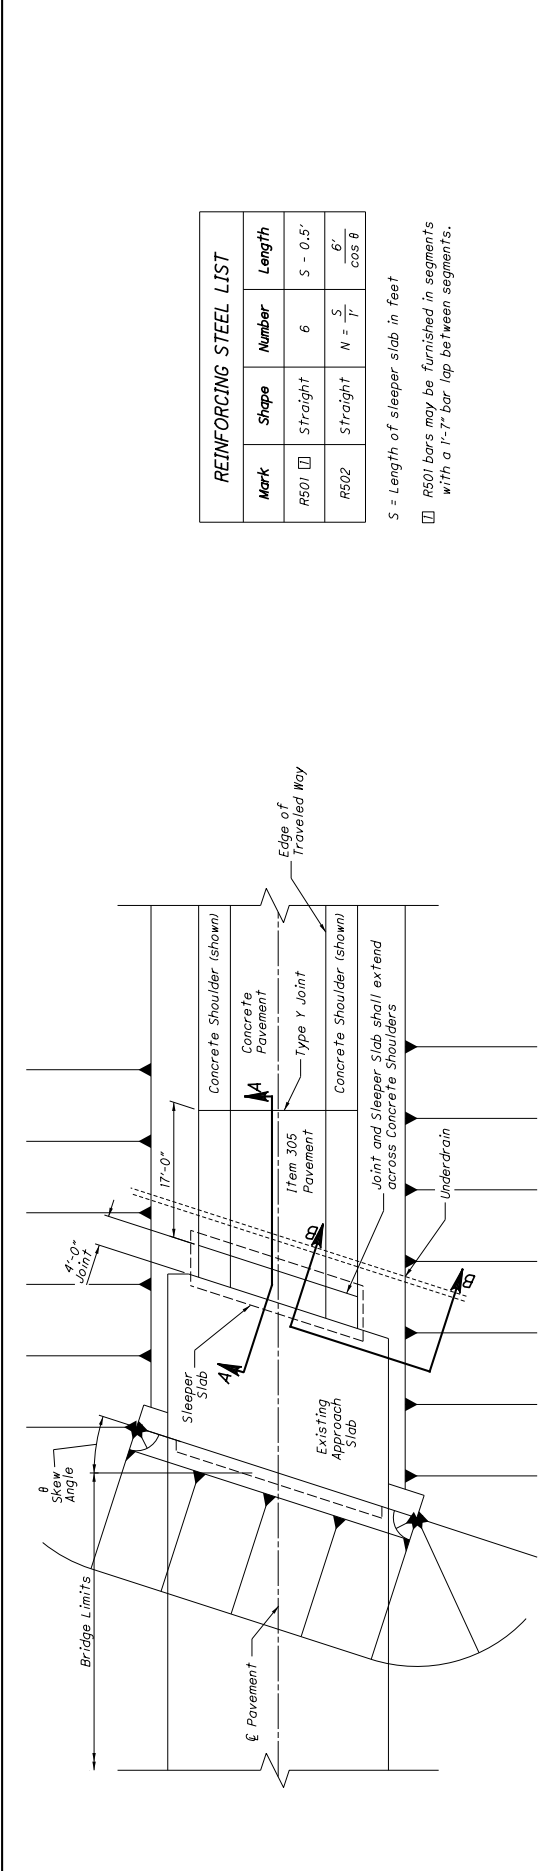 REINFORCING STEEL LIST
Mark Shape Number Length
R501 1 Straight 6 S - 0.5'
R502 Straight N = S / 1' 6' / cos θ
S = Length of sleeper slab in feet
1 R501 bars may be furnished in segments
with a 1'-7" bar lap between segments.
Bridge Limits
θ
Skew
Angle
4'-0"
Joint
17'-0"
Sleeper
Slab
Existing
Approach
Slab
℄ Pavement
A
A
B
B
Concrete Shoulder (shown)
Concrete
Pavement
Item 305
Pavement
Type Y Joint
Edge of
Traveled Way
Concrete Shoulder (shown)
Joint and Sleeper Slab shall extend
across Concrete Shoulders
Underdrain